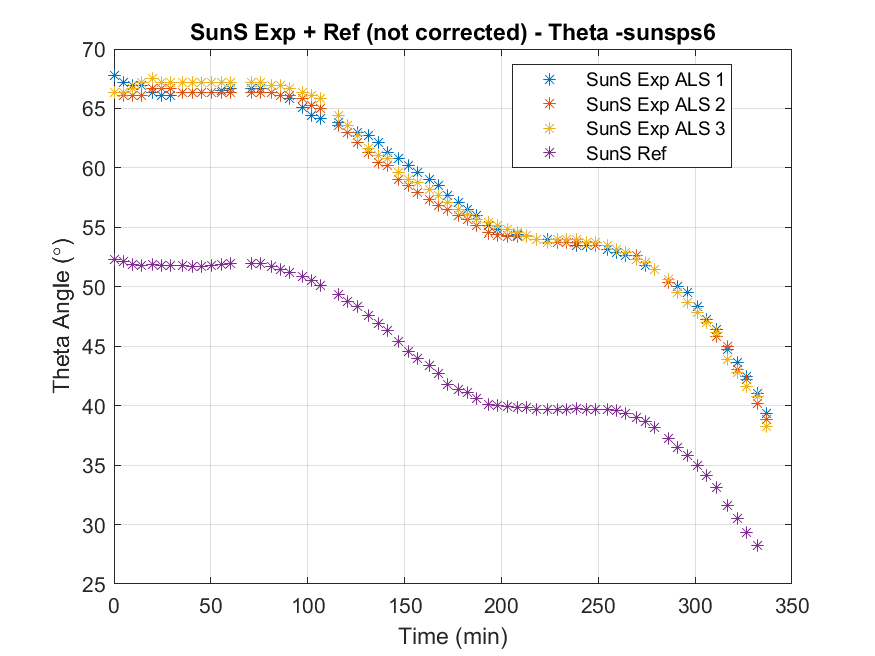 SunS Exp + Ref (not corrected) - Theta -sunsps6
70
65
60
55
50
45
40
35
30
25
Theta Angle (°)
SunS Exp ALS 1
SunS Exp ALS 2
SunS Exp ALS 3
SunS Ref
0 50 100 150 200 250 300 350
Time (min)